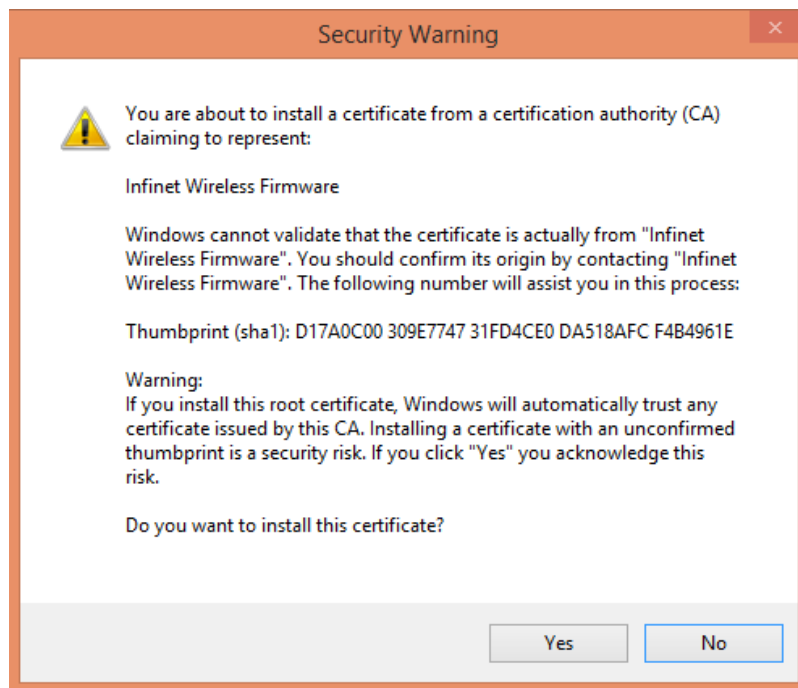 Security Warning
You are about to install a certificate from a certification authority (CA)
claiming to represent:
Infinet Wireless Firmware
Windows cannot validate that the certificate is actually from "Infinet
Wireless Firmware". You should confirm its origin by contacting "Infinet
Wireless Firmware". The following number will assist you in this process:
Thumbprint (sha1): D17A0C00 309E7747 31FD4CE0 DA518AFC F4B4961E
Warning:
If you install this root certificate, Windows will automatically trust any
certificate issued by this CA. Installing a certificate with an unconfirmed
thumbprint is a security risk. If you click "Yes" you acknowledge this
risk.
Do you want to install this certificate?
Yes
No